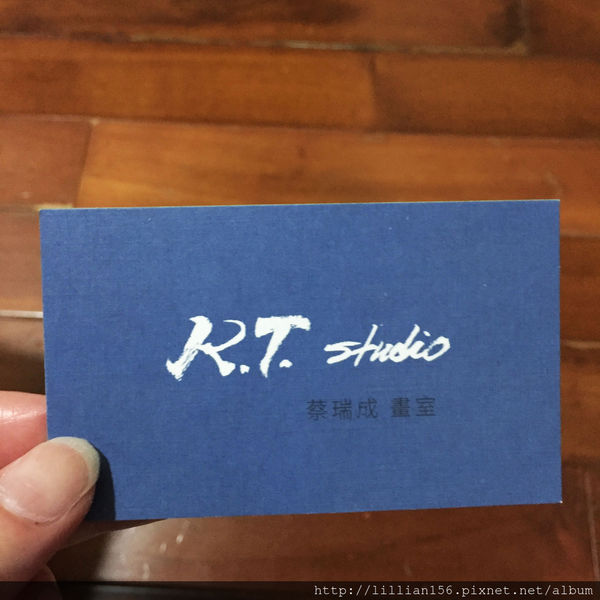 R.T. studio
蔡瑞成 畫室
http://lillian156.pixnet.net/album